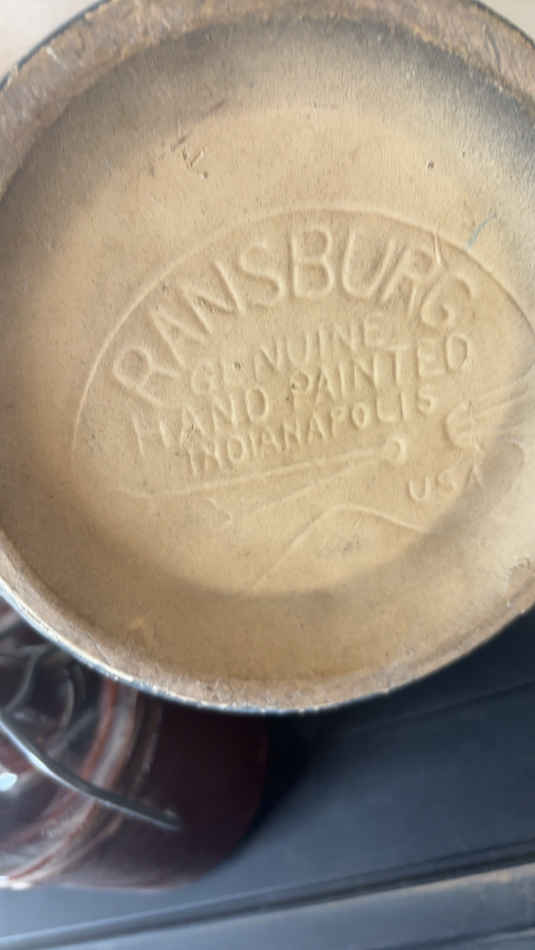 RANSBURG
GENUINE
HAND PAINTED
INDIANAPOLIS
USA